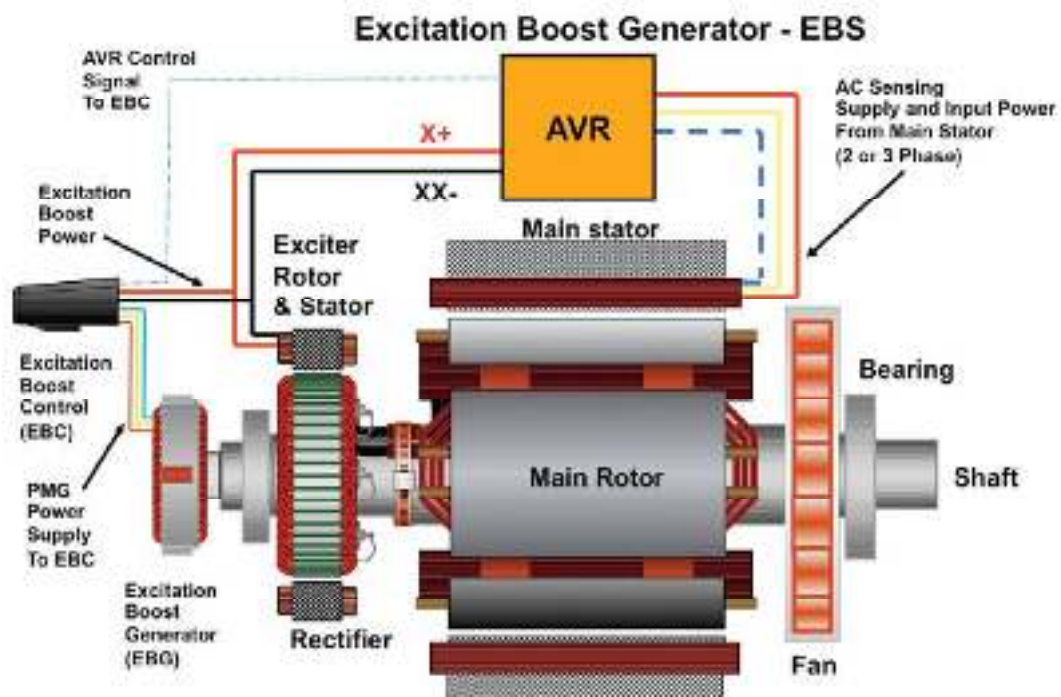 Excitation Boost Generator - EBS
AVR Control
Signal
To EBC
AVR
AC Sensing
Supply and Input Power
From Main Stator
(2 or 3 Phase)
X+
XX-
Excitation
Boost
Power
Main stator
Exciter
Rotor
& Stator
Excitation
Boost
Control
(EBC)
Bearing
Main Rotor
Shaft
PMG
Power
Supply
To EBC
Excitation
Boost
Generator
(EBG)
Rectifier
Fan